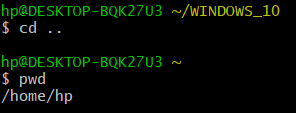 hp@DESKTOP-BQK27U3 ~/WINDOWS_10
$ cd ..
hp@DESKTOP-BQK27U3 ~
$ pwd
/home/hp